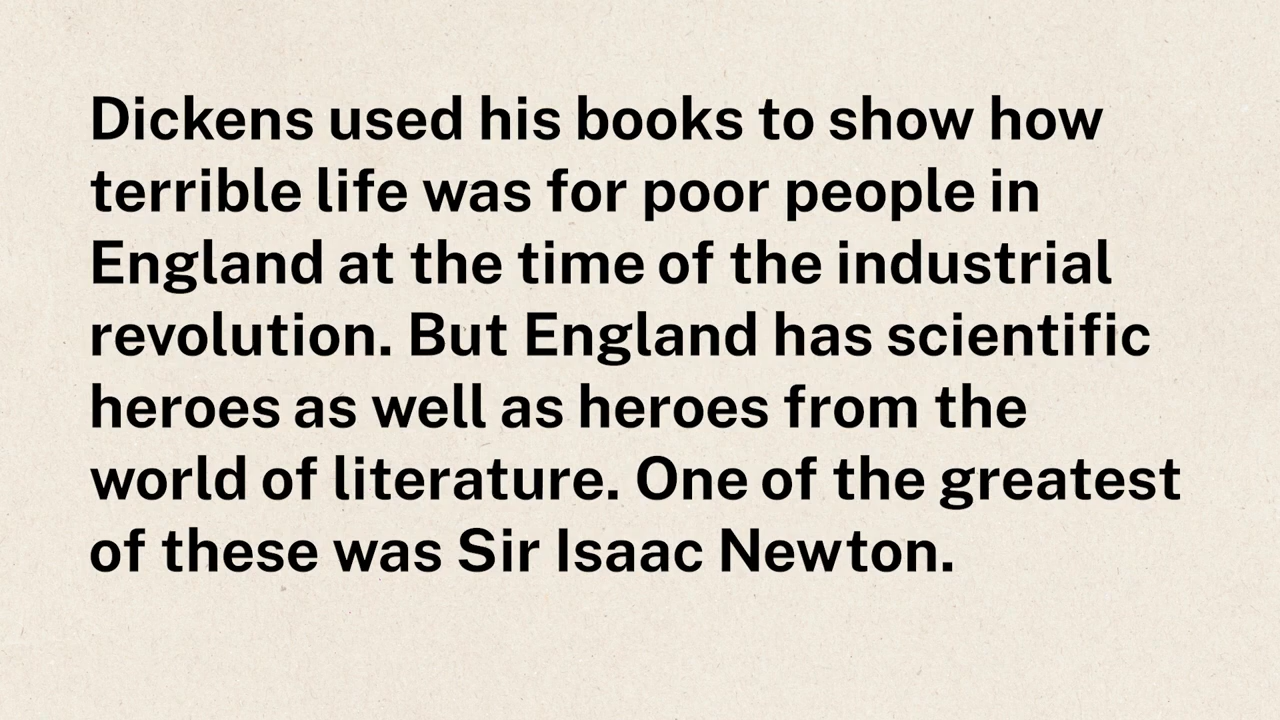 Dickens used his books to show how
terrible life was for poor people in
England at the time of the industrial
revolution. But England has scientific
heroes as well as heroes from the
world of literature. One of the greatest
of these was Sir Isaac Newton.